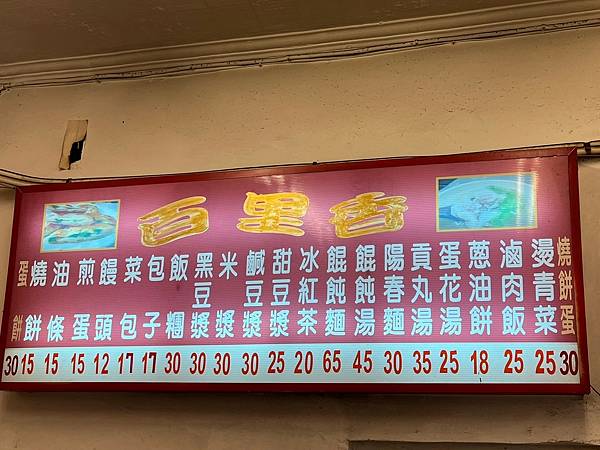 百里香
蛋餅 30
燒餅 15
油條 15
煎蛋 15
饅頭 12
菜包 17
包子 17
飯糰 30
黑豆漿 30
米漿 30
鹹豆漿 30
甜豆漿 25
冰紅茶 20
餛飩麵 65
餛飩湯 45
陽春麵 30
貢丸湯 35
蛋花湯 25
蔥油餅 18
滷肉飯 25
燙青菜 25
燒餅蛋 30